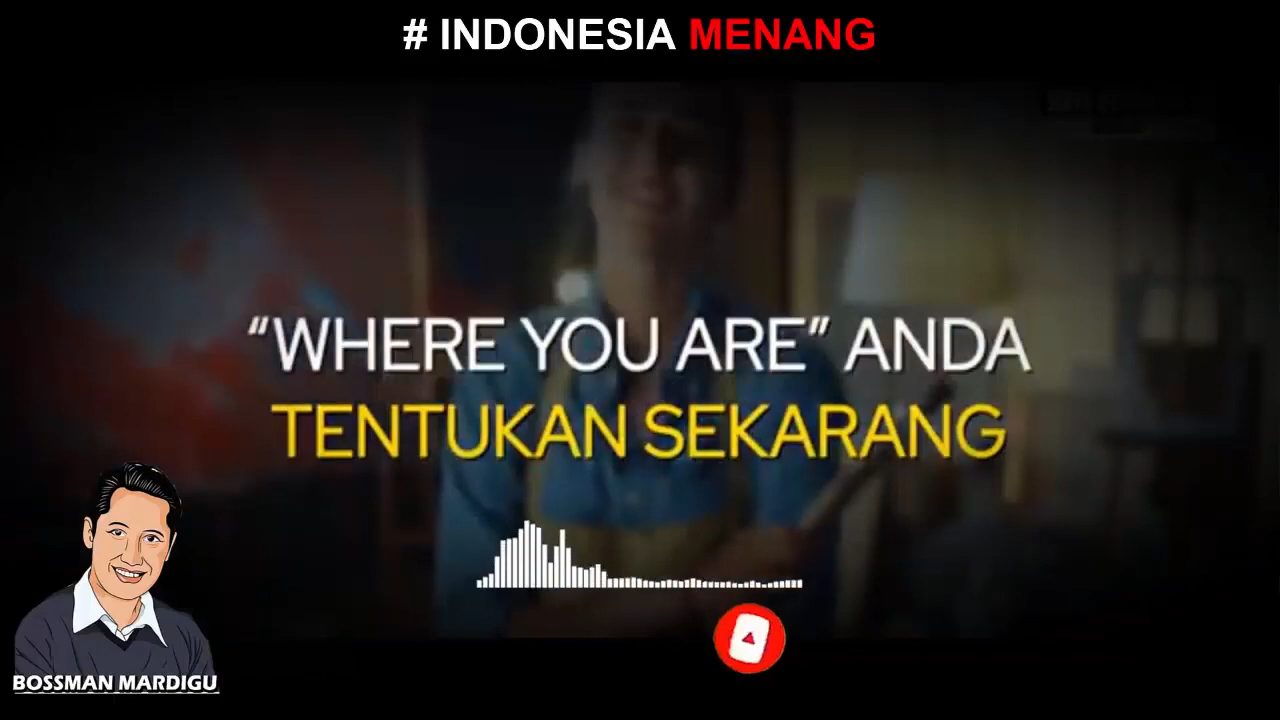 # INDONESIA MENANG
“WHERE YOU ARE” ANDA
TENTUKAN SEKARANG
BOSSMAN MARDIGU